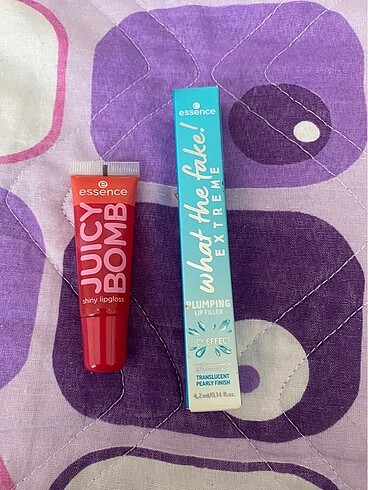 essence
JUICY
BOMB
shiny lipgloss
essence
what the fake!
EXTREME
PLUMPING
LIP FILLER
EFFECT
TRANSLUCENT
PEARLY FINISH
4,2 ml/0.14 fl.oz.